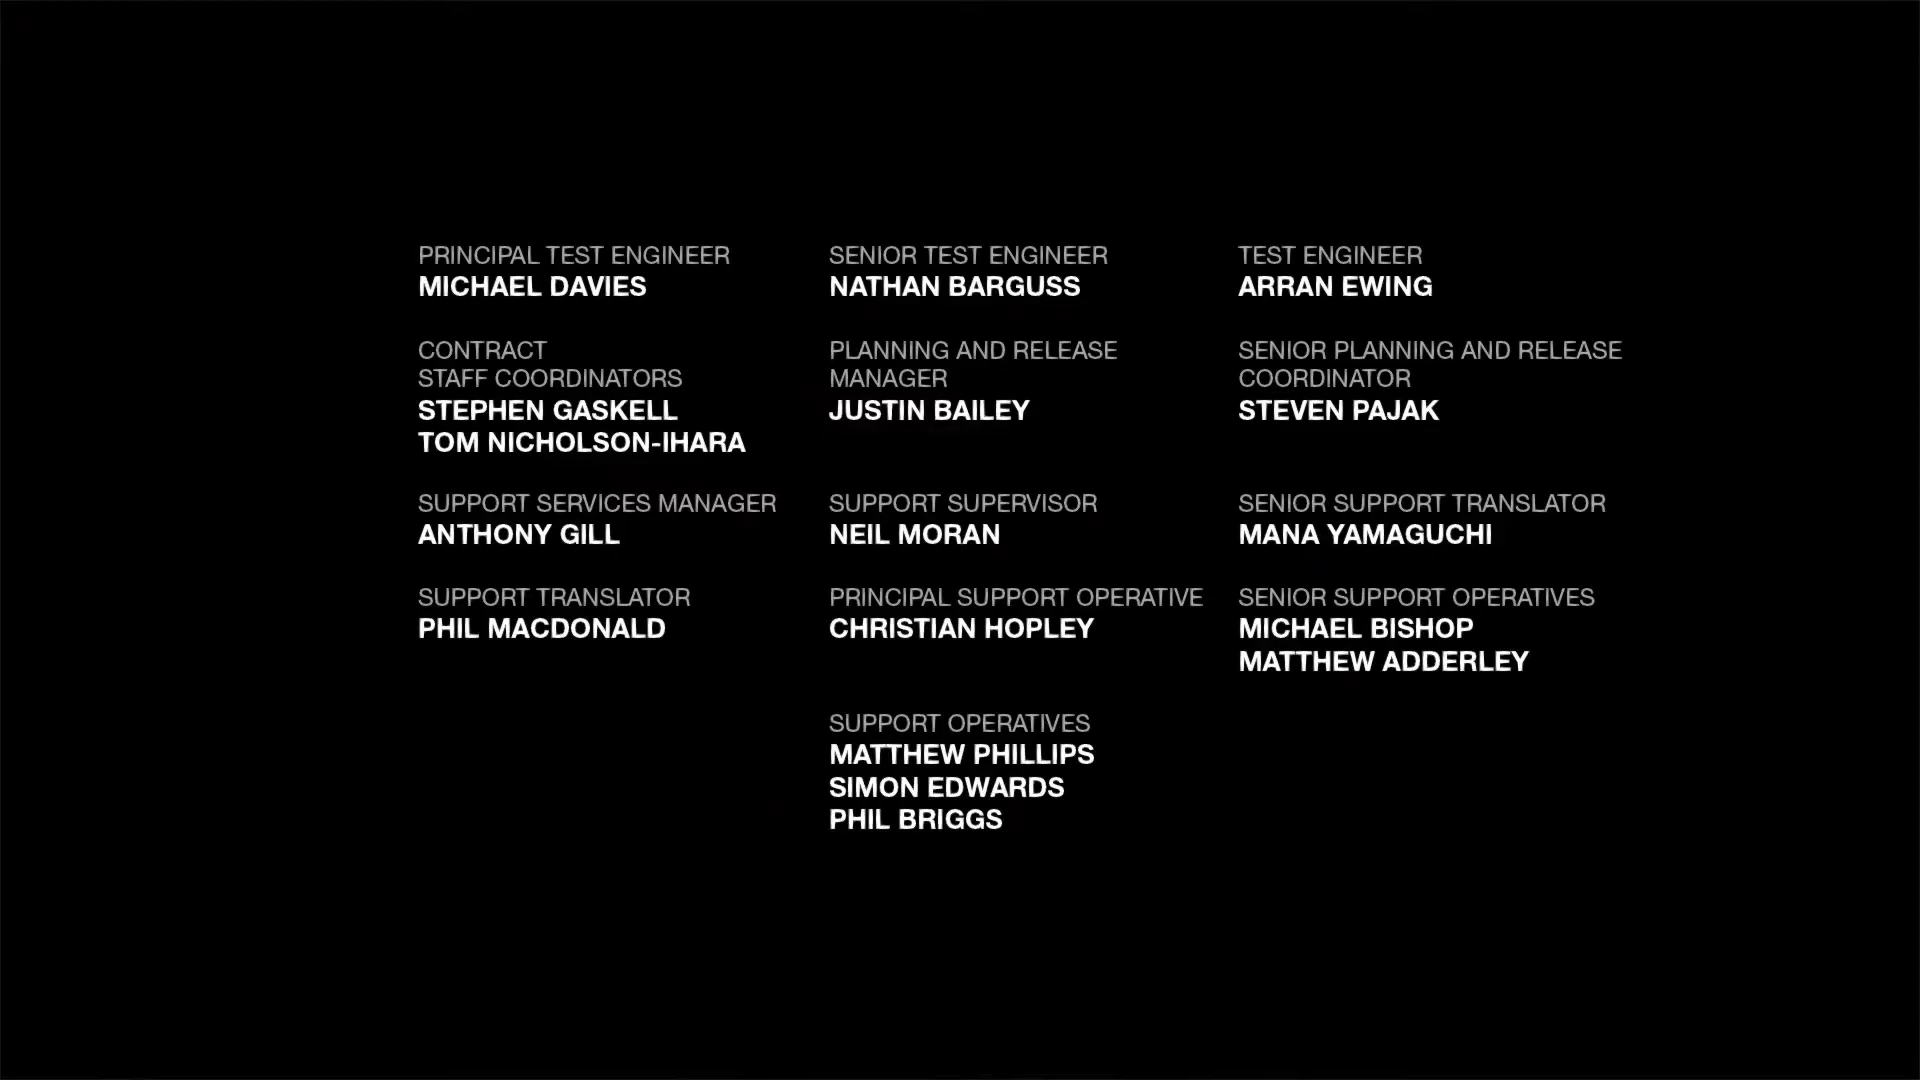 PRINCIPAL TEST ENGINEER
MICHAEL DAVIES
SENIOR TEST ENGINEER
NATHAN BARGUSS
TEST ENGINEER
ARRAN EWING
CONTRACT
STAFF COORDINATORS
STEPHEN GASKELL
TOM NICHOLSON-IHARA
PLANNING AND RELEASE
MANAGER
JUSTIN BAILEY
SENIOR PLANNING AND RELEASE
COORDINATOR
STEVEN PAJAK
SUPPORT SERVICES MANAGER
ANTHONY GILL
SUPPORT SUPERVISOR
NEIL MORAN
SENIOR SUPPORT TRANSLATOR
MANA YAMAGUCHI
SUPPORT TRANSLATOR
PHIL MACDONALD
PRINCIPAL SUPPORT OPERATIVE
CHRISTIAN HOPLEY
SENIOR SUPPORT OPERATIVES
MICHAEL BISHOP
MATTHEW ADDERLEY
SUPPORT OPERATIVES
MATTHEW PHILLIPS
SIMON EDWARDS
PHIL BRIGGS